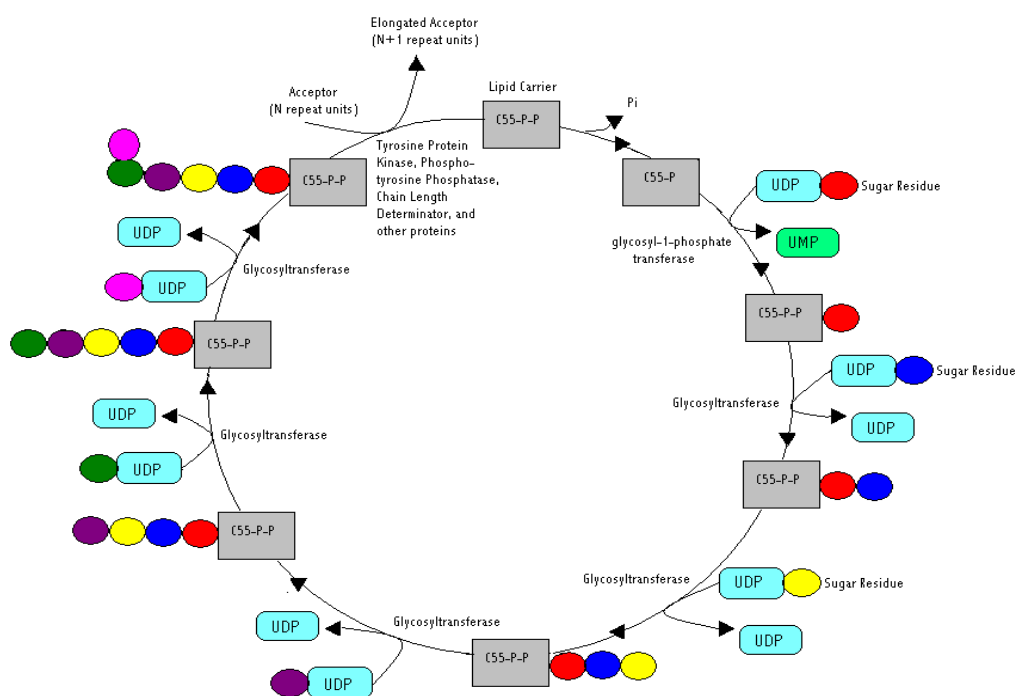 Elongated Acceptor
(N+1 repeat units)
Acceptor
(N repeat units)
Lipid Carrier
C55-P-P
Pi
Tyrosine Protein
Kinase, Phospho-
tyrosine Phosphatase,
Chain Length
Determinator, and
other proteins
C55-P-P
C55-P
UDP
Sugar Residue
UMP
glycosyl-1-phosphate
transferase
C55-P-P
UDP
Sugar Residue
Glycosyltransferase
UDP
C55-P-P
Glycosyltransferase
UDP
Sugar Residue
UDP
C55-P-P
Glycosyltransferase
UDP
UDP
C55-P-P
Glycosyltransferase
UDP
UDP
C55-P-P
Glycosyltransferase
UDP
UDP